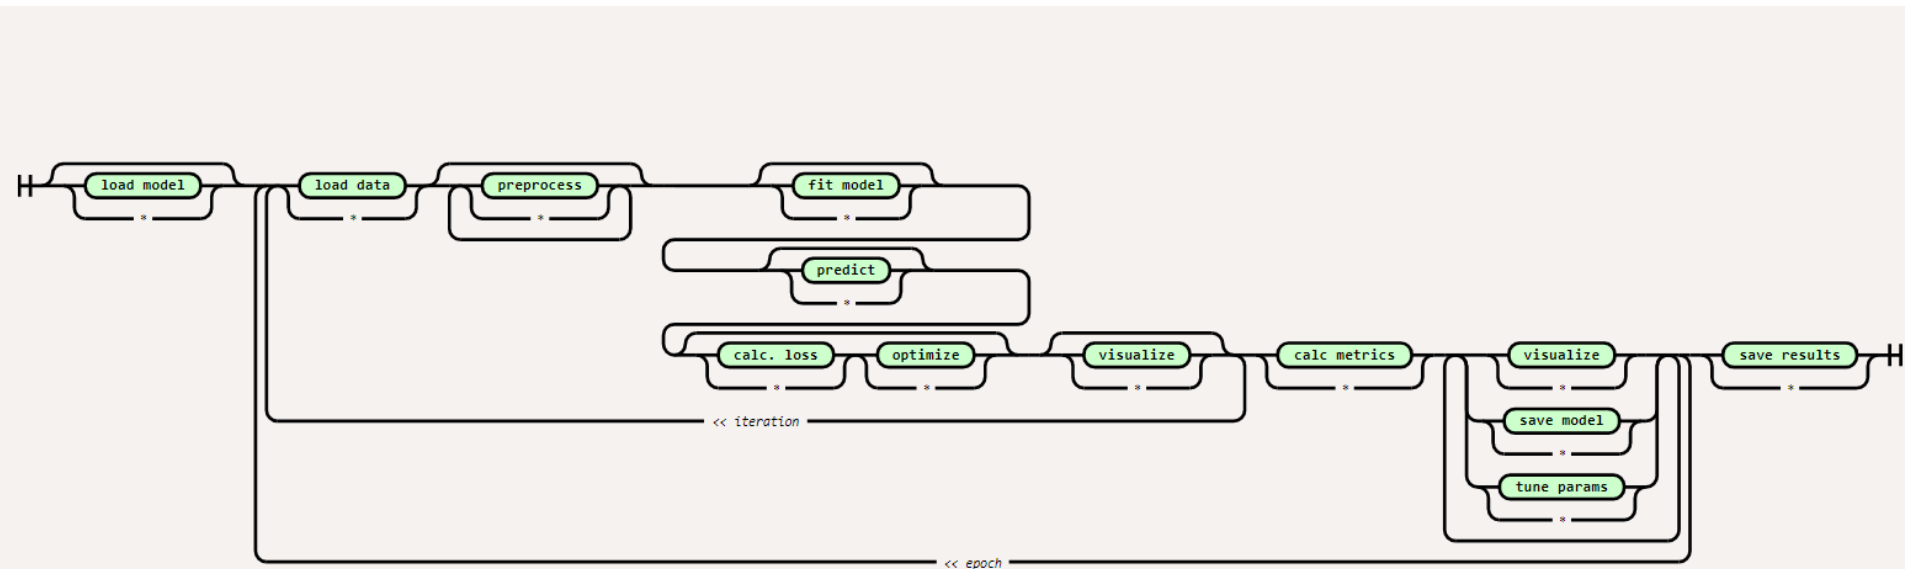 load model
*
load data
*
preprocess
*
fit model
*
predict
*
calc. loss
*
optimize
*
visualize
*
<< iteration
calc metrics
*
visualize
*
save model
*
tune params
*
<< epoch
save results
*